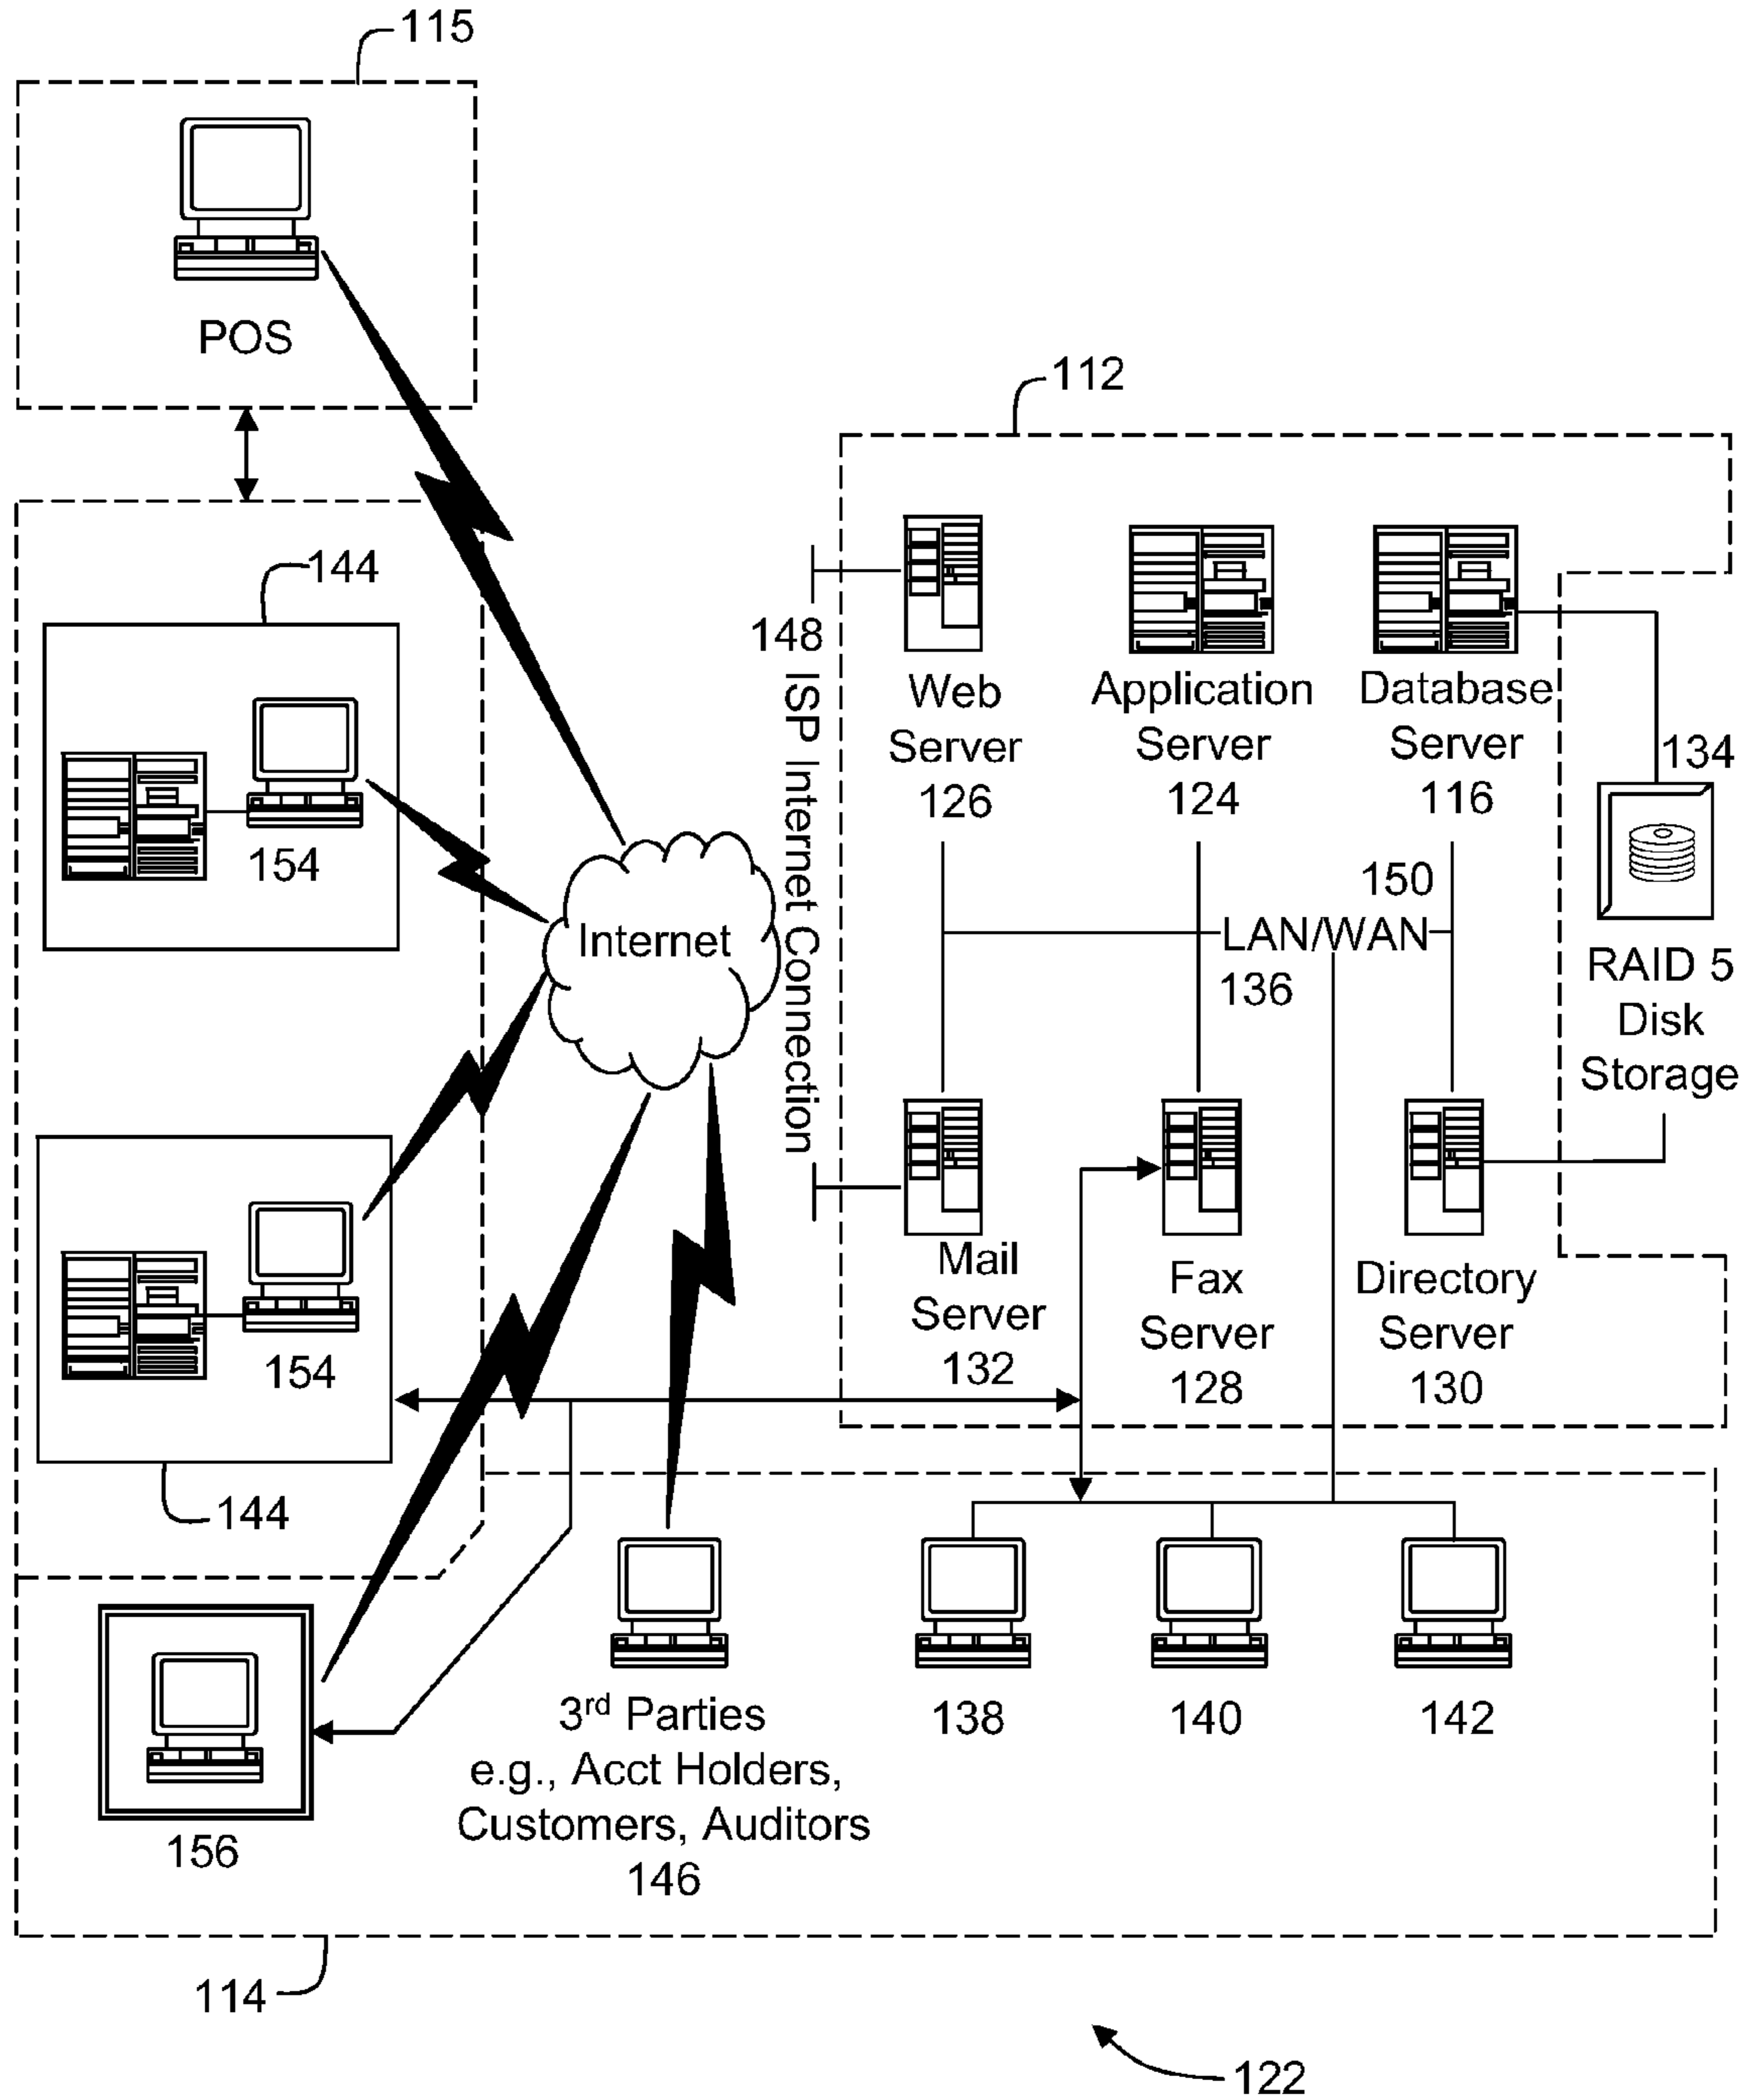 115
POS
112
144
148 ISP Internet Connection
Web
Server
126
Application
Server
124
Database
Server
116
134
154
150
LAN/WAN
136
Internet
RAID 5
Disk
Storage
154
Mail
Server
132
Fax
Server
128
Directory
Server
130
144
156
3rd Parties
e.g., Acct Holders,
Customers, Auditors
146
138
140
142
114
122